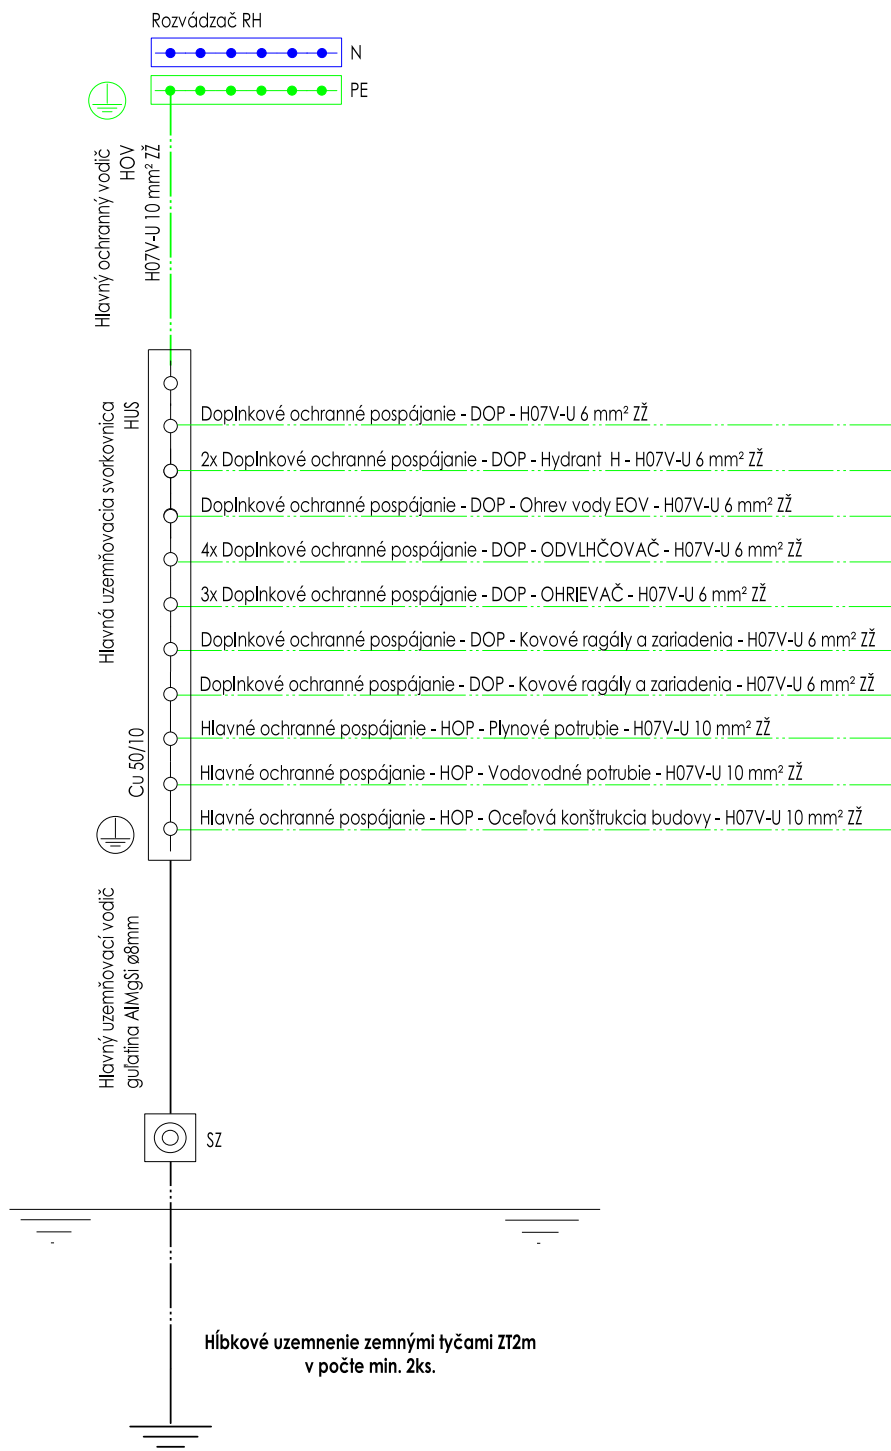 Rozvádzač RH
N
PE
Hlavný ochranný vodič
HOV
H07V-U 10 mm² ZŽ
Hlavná uzemňovacia svorkovnica
HUS
Cu 50/10
Doplnkové ochranné pospájanie - DOP - H07V-U 6 mm² ZŽ
2x Doplnkové ochranné pospájanie - DOP - Hydrant H - H07V-U 6 mm² ZŽ
Doplnkové ochranné pospájanie - DOP - Ohrev vody EOV - H07V-U 6 mm² ZŽ
4x Doplnkové ochranné pospájanie - DOP - ODVLHČOVAČ - H07V-U 6 mm² ZŽ
3x Doplnkové ochranné pospájanie - DOP - OHRIEVAČ - H07V-U 6 mm² ZŽ
Doplnkové ochranné pospájanie - DOP - Kovové ragály a zariadenia - H07V-U 6 mm² ZŽ
Doplnkové ochranné pospájanie - DOP - Kovové ragály a zariadenia - H07V-U 6 mm² ZŽ
Hlavné ochranné pospájanie - HOP - Plynové potrubie - H07V-U 10 mm² ZŽ
Hlavné ochranné pospájanie - HOP - Vodovodné potrubie - H07V-U 10 mm² ZŽ
Hlavné ochranné pospájanie - HOP - Oceľová konštrukcia budovy - H07V-U 10 mm² ZŽ
Hlavný uzemňovací vodič
guľatina AlMgSi ø8mm
SZ
Hĺbkové uzemnenie zemnými tyčami ZT2m
v počte min. 2ks.